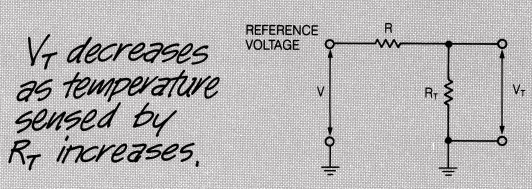 V_T decreases
as temperature
sensed by
R_T increases.
REFERENCE
VOLTAGE
R
V
R_T
V_T